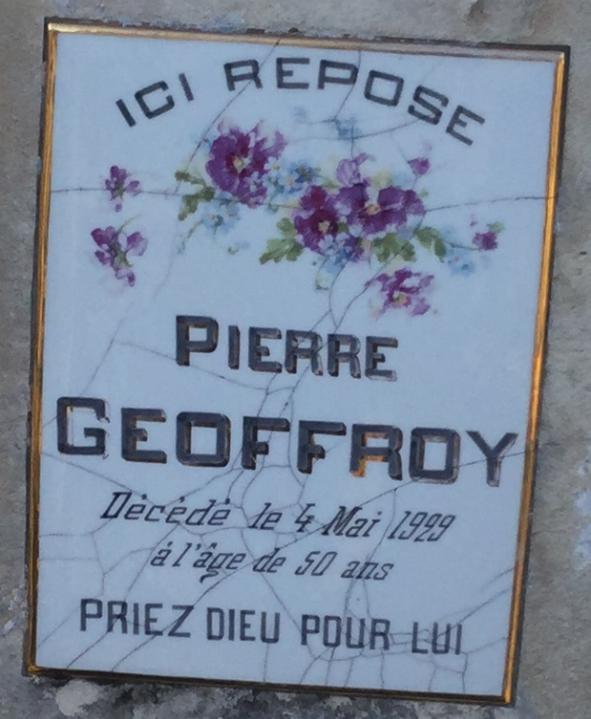 ICI REPOSE
PIERRE
GEOFFROY
Décédé le 4 Mai 1929
à l'âge de 50 ans
PRIEZ DIEU POUR LUI